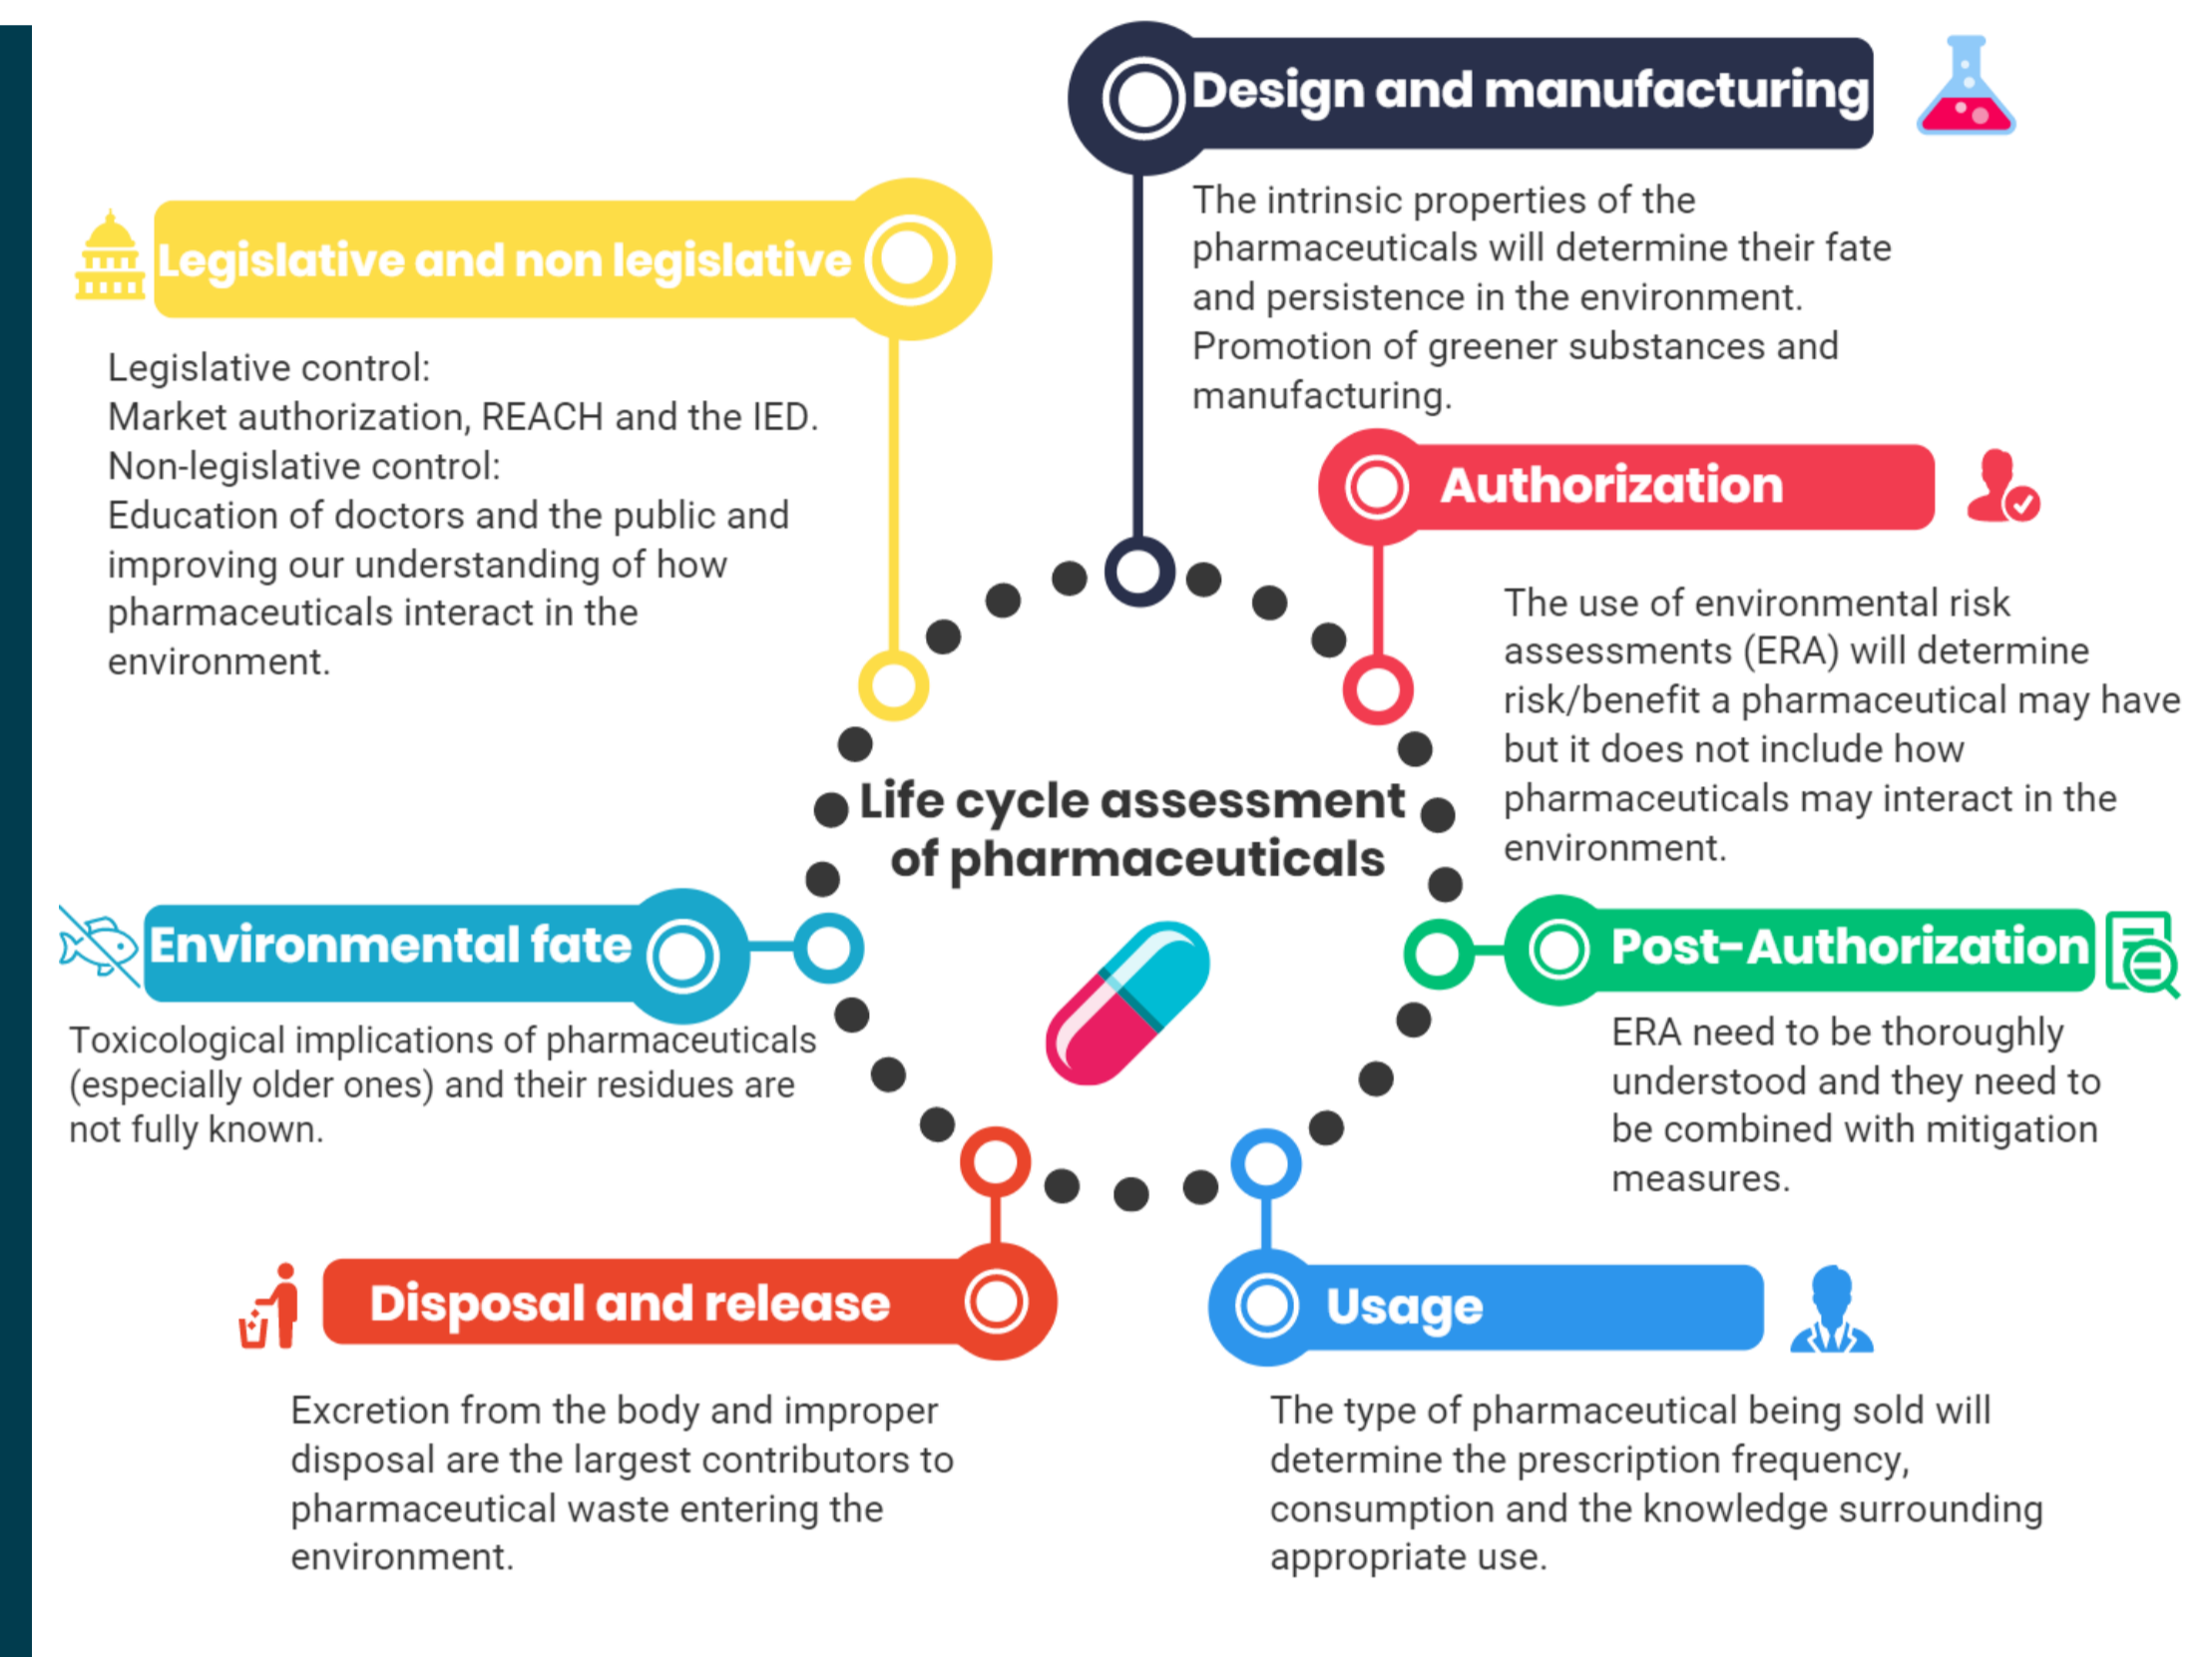 Design and manufacturing
The intrinsic properties of the
pharmaceuticals will determine their fate
and persistence in the environment.
Promotion of greener substances and
manufacturing.
Authorization
The use of environmental risk
assessments (ERA) will determine
risk/benefit a pharmaceutical may have
but it does not include how
pharmaceuticals may interact in the
environment.
Post-Authorization
ERA need to be thoroughly
understood and they need to
be combined with mitigation
measures.
Usage
The type of pharmaceutical being sold will
determine the prescription frequency,
consumption and the knowledge surrounding
appropriate use.
Disposal and release
Excretion from the body and improper
disposal are the largest contributors to
pharmaceutical waste entering the
environment.
Environmental fate
Toxicological implications of pharmaceuticals
(especially older ones) and their residues are
not fully known.
Legislative and non legislative
Legislative control:
Market authorization, REACH and the IED.
Non-legislative control:
Education of doctors and the public and
improving our understanding of how
pharmaceuticals interact in the
environment.
Life cycle assessment
of pharmaceuticals